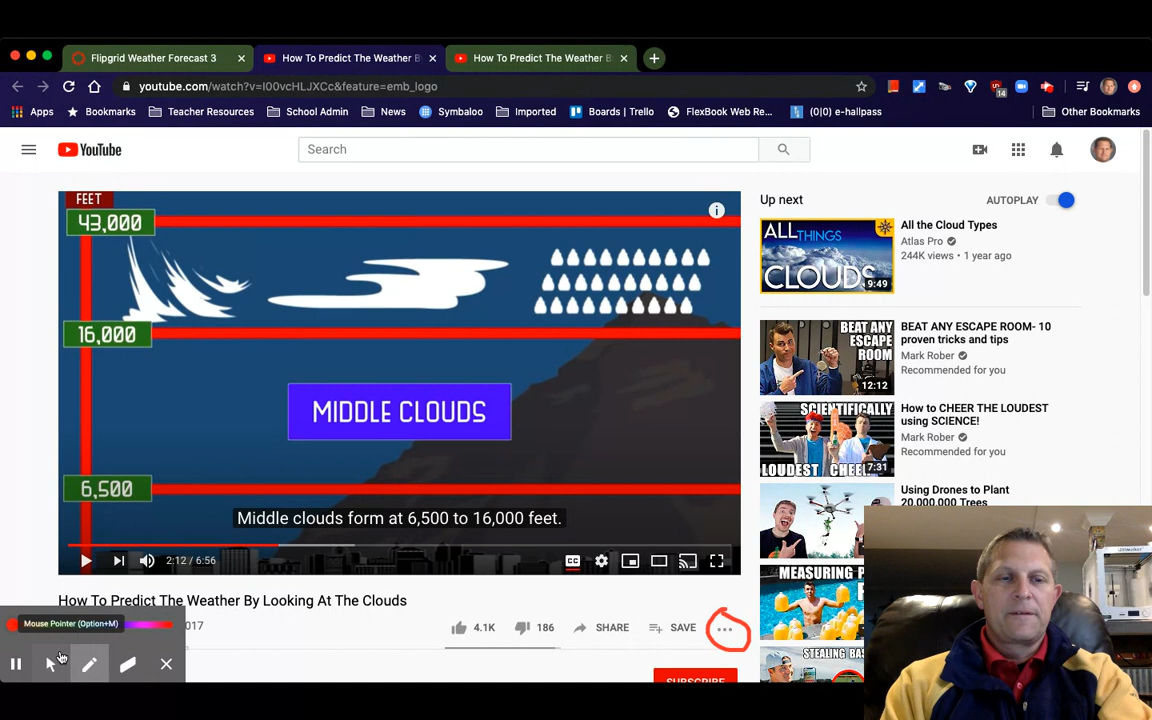 Flipgrid Weather Forecast 3
How To Predict The Weather B
How To Predict The Weather B
youtube.com/watch?v=I00vcHLJXCc&feature=emb_logo
14
Apps
Bookmarks
Teacher Resources
School Admin
News
Symbaloo
Imported
Boards | Trello
FlexBook Web Re...
(0|0) e-hallpass
Other Bookmarks
YouTube
Search
FEET
43,000
16,000
MIDDLE CLOUDS
6,500
Middle clouds form at 6,500 to 16,000 feet.
2:12 / 6:56
CC
How To Predict The Weather By Looking At The Clouds
2017
4.1K
186
SHARE
SAVE
SUBSCRIBE
Mouse Pointer (Option+M)
Up next
AUTOPLAY
ALL THINGS
CLOUDS
9:49
All the Cloud Types
Atlas Pro
244K views • 1 year ago
BEAT ANY
ESCAPE
ROOM
12:12
BEAT ANY ESCAPE ROOM- 10
proven tricks and tips
Mark Rober
Recommended for you
SCIENTIFICALLY
LOUDEST CHEER
7:31
How to CHEER THE LOUDEST
using SCIENCE!
Mark Rober
Recommended for you
Using Drones to Plant
20,000,000 Trees
MEASURING
STEALING